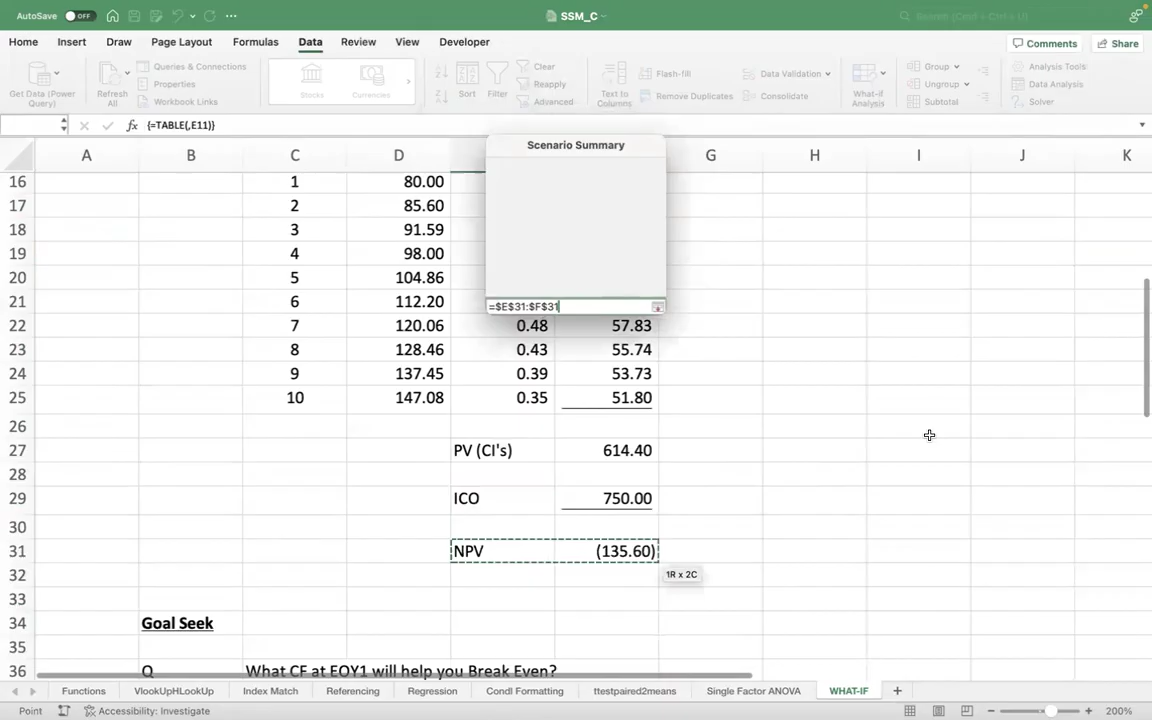 AutoSave OFF SSM_C Search (Cmd + Ctrl + U)
Home Insert Draw Page Layout Formulas Data Review View Developer Comments Share
Get Data (Power Query) Refresh All Queries & Connections Properties Workbook Links Stocks Currencies Sort Filter Clear Reapply Advanced Text to Columns Flash-fill Remove Duplicates Data Validation Consolidate What-if Analysis Group Ungroup Subtotal Analysis Tools Data Analysis Solver
fx {=TABLE(,E11)}
Scenario Summary
=$E$31:$F$31
A B C D G H I J K
16 1 80.00
17 2 85.60
18 3 91.59
19 4 98.00
20 5 104.86
21 6 112.20
22 7 120.06 0.48 57.83
23 8 128.46 0.43 55.74
24 9 137.45 0.39 53.73
25 10 147.08 0.35 51.80
26
27 PV (CI's) 614.40
28
29 ICO 750.00
30
31 NPV (135.60)
1R x 2C
32
33
34 Goal Seek
35
36 Q What CF at EOY1 will help you Break Even?
Functions VlookUpHLookUp Index Match Referencing Regression Condl Formatting ttestpaired2means Single Factor ANOVA WHAT-IF
Point Accessibility: Investigate 200%